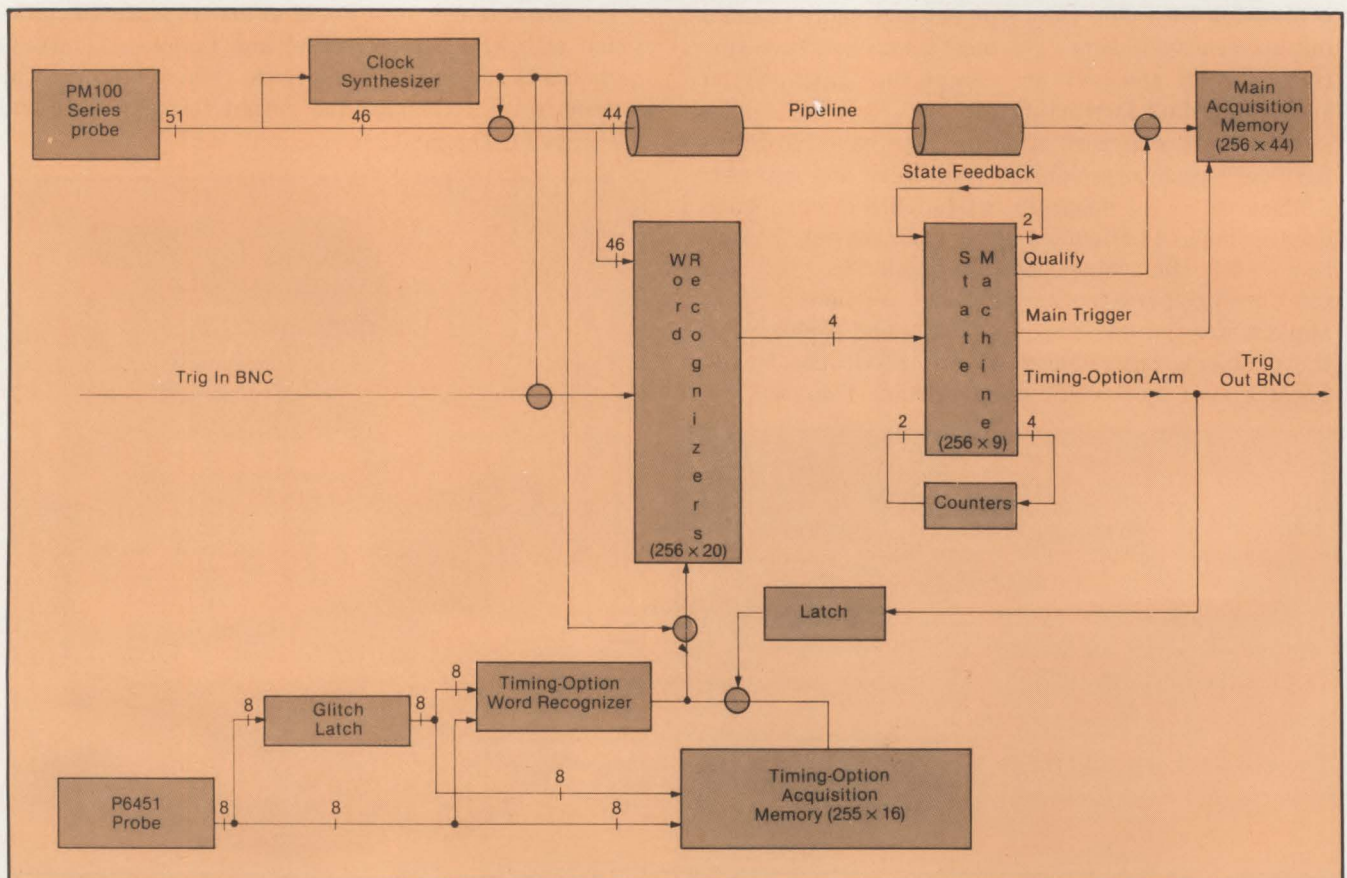 PM100
Series
probe
51
Clock
Synthesizer
46
44
Pipeline
Main
Acquisition
Memory
(256 × 44)
State Feedback
2
46
Word
Recognizers
(256 × 20)
4
State
Machine
(256 × 9)
Qualify
Main Trigger
Timing-Option Arm
Trig
Out BNC
Trig In BNC
2
4
Counters
Latch
8
Timing-Option
Word Recognizer
8
Glitch
Latch
8
8
P6451
Probe
8
8
8
Timing-Option
Acquisition
Memory (255 × 16)